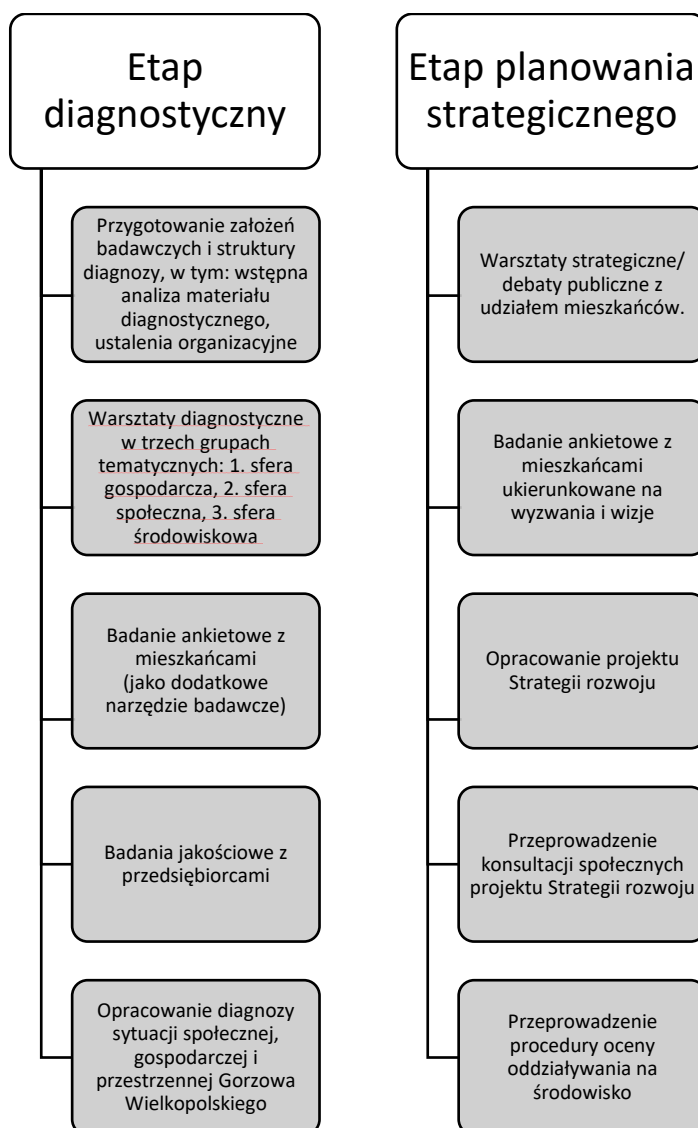 Etap
diagnostyczny
Przygotowanie założeń
badawczych i struktury
diagnozy, w tym: wstępna
analiza materiału
diagnostycznego,
ustalenia organizacyjne
Warsztaty diagnostyczne
w trzech grupach
tematycznych: 1. sfera
gospodarcza, 2. sfera
społeczna, 3. sfera
środowiskowa
Badanie ankietowe z
mieszkańcami
(jako dodatkowe
narzędzie badawcze)
Badania jakościowe z
przedsiębiorcami
Opracowanie diagnozy
sytuacji społecznej,
gospodarczej i
przestrzennej Gorzowa
Wielkopolskiego
Etap planowania
strategicznego
Warsztaty strategiczne/
debaty publiczne z
udziałem mieszkańców.
Badanie ankietowe z
mieszkańcami
ukierunkowane na
wyzwania i wizje
Opracowanie projektu
Strategii rozwoju
Przeprowadzenie
konsultacji społecznych
projektu Strategii rozwoju
Przeprowadzenie
procedury oceny
oddziaływania na
środowisko